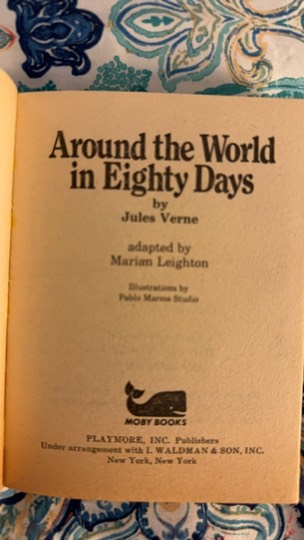 Around the World
in Eighty Days
by
Jules Verne
adapted by
Marian Leighton
Illustrations by
Pablo Marcos Studio
MOBY BOOKS
PLAYMORE, INC. Publishers
Under arrangement with I. WALDMAN & SON, INC.
New York, New York